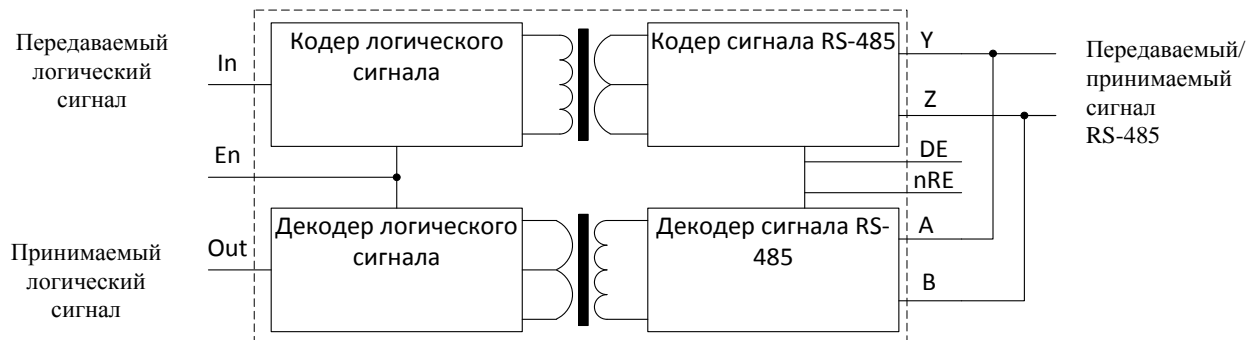 Передаваемый
логический
сигнал
In
Кодер логического
сигнала
Кодер сигнала RS-485
Y
Z
Передаваемый/
принимаемый
сигнал
RS-485
En
DE
nRE
Принимаемый
логический
сигнал
Out
Декодер логического
сигнала
Декодер сигнала RS-
485
A
B